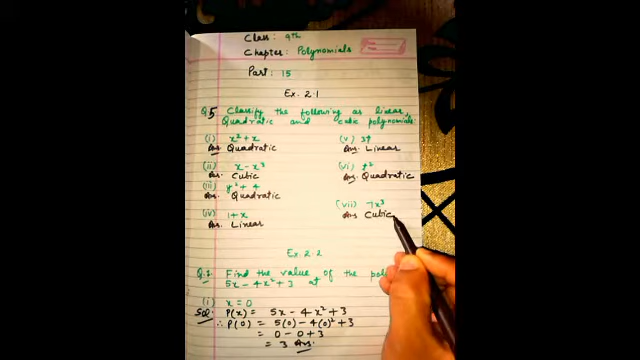 Class: 9th
Chapter: Polynomials
Part: 15
Ex. 2.1
Q.5 Classify the following as linear,
Quadratic and cubic polynomials:
(i) x² + x
Ans. Quadratic
(ii) x - x³
Ans. Cubic
(iii) y² + 4
Ans. Quadratic
(iv) 1 + x
Ans. Linear
(v) 3t
Ans. Linear
(vi) t²
Ans Quadratic
(vii) 7x³
Ans Cubic
Ex. 2.2
Q.1 Find the value of the
5x - 4x² + 3 at
(i) x = 0
Sol: P(x) = 5x - 4x² + 3
∴ P(0) = 5(0) - 4(0)² + 3
= 0 - 0 + 3
= 3 Ans.